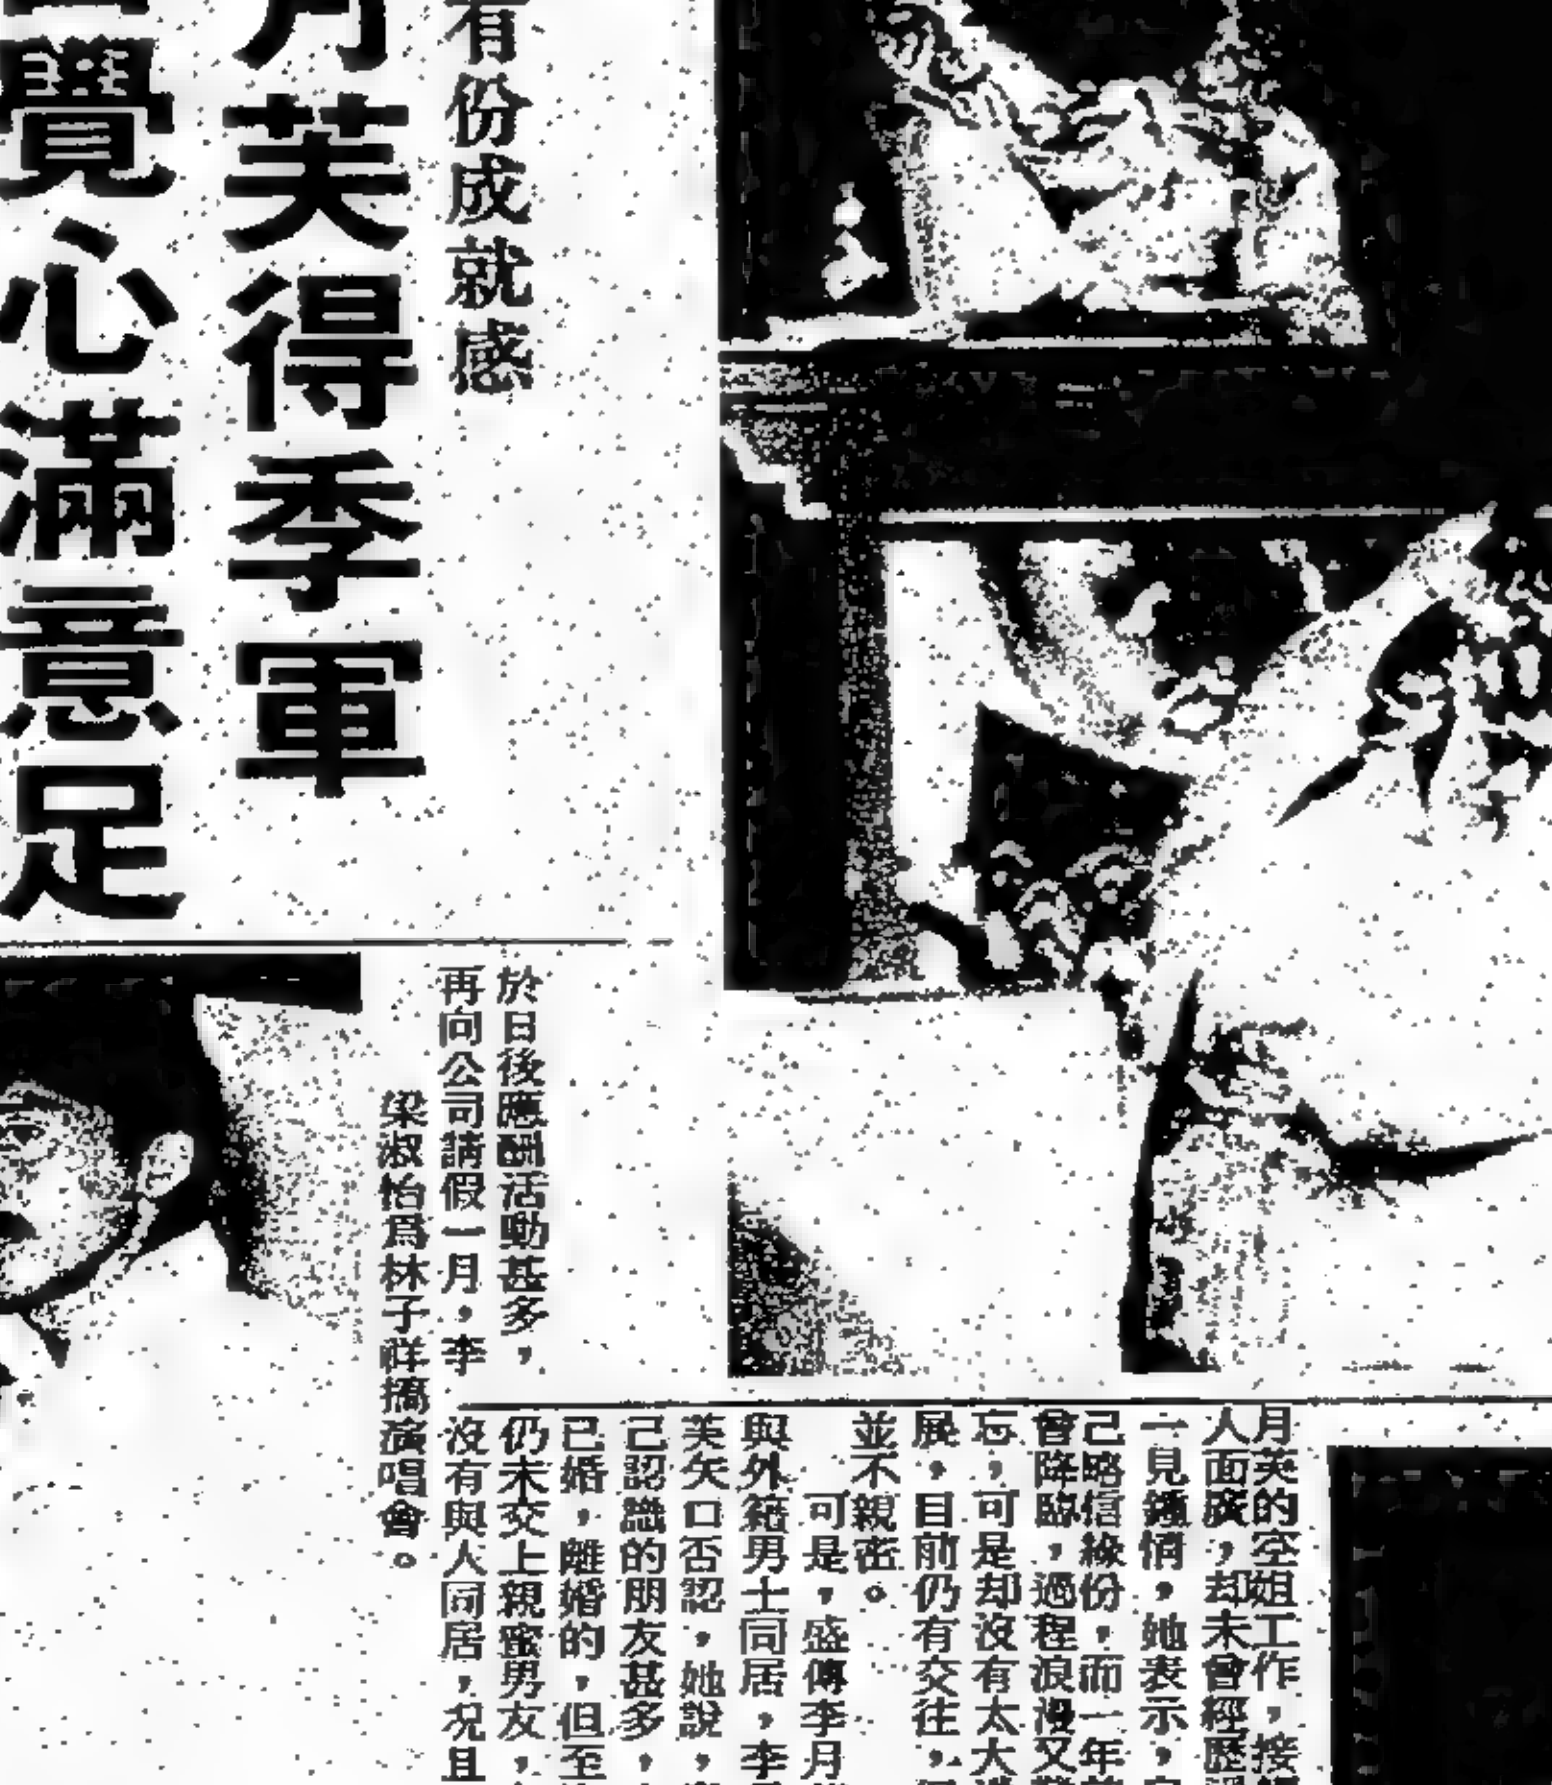 有份成就感
月芙得季軍
覺心滿意足
於日後應酬活動甚多，
再向公司請假一月，李
梁淑怡爲林子祥搞演唱會。
月芙的空姐工作，接
人面廣，却未曾經歷過
一見鍾情，她表示，
己略信緣份，而一年
曾降臨，過程浪漫又
忘，可是却沒有太大
展，目前仍有交往，
並不親密。
可是，盛傳李月
與外籍男士同居，李
芙矢口否認，她說，
己認識的朋友甚多，
已婚，離婚的，但至
仍未交上親蜜男友，
沒有與人同居，況且